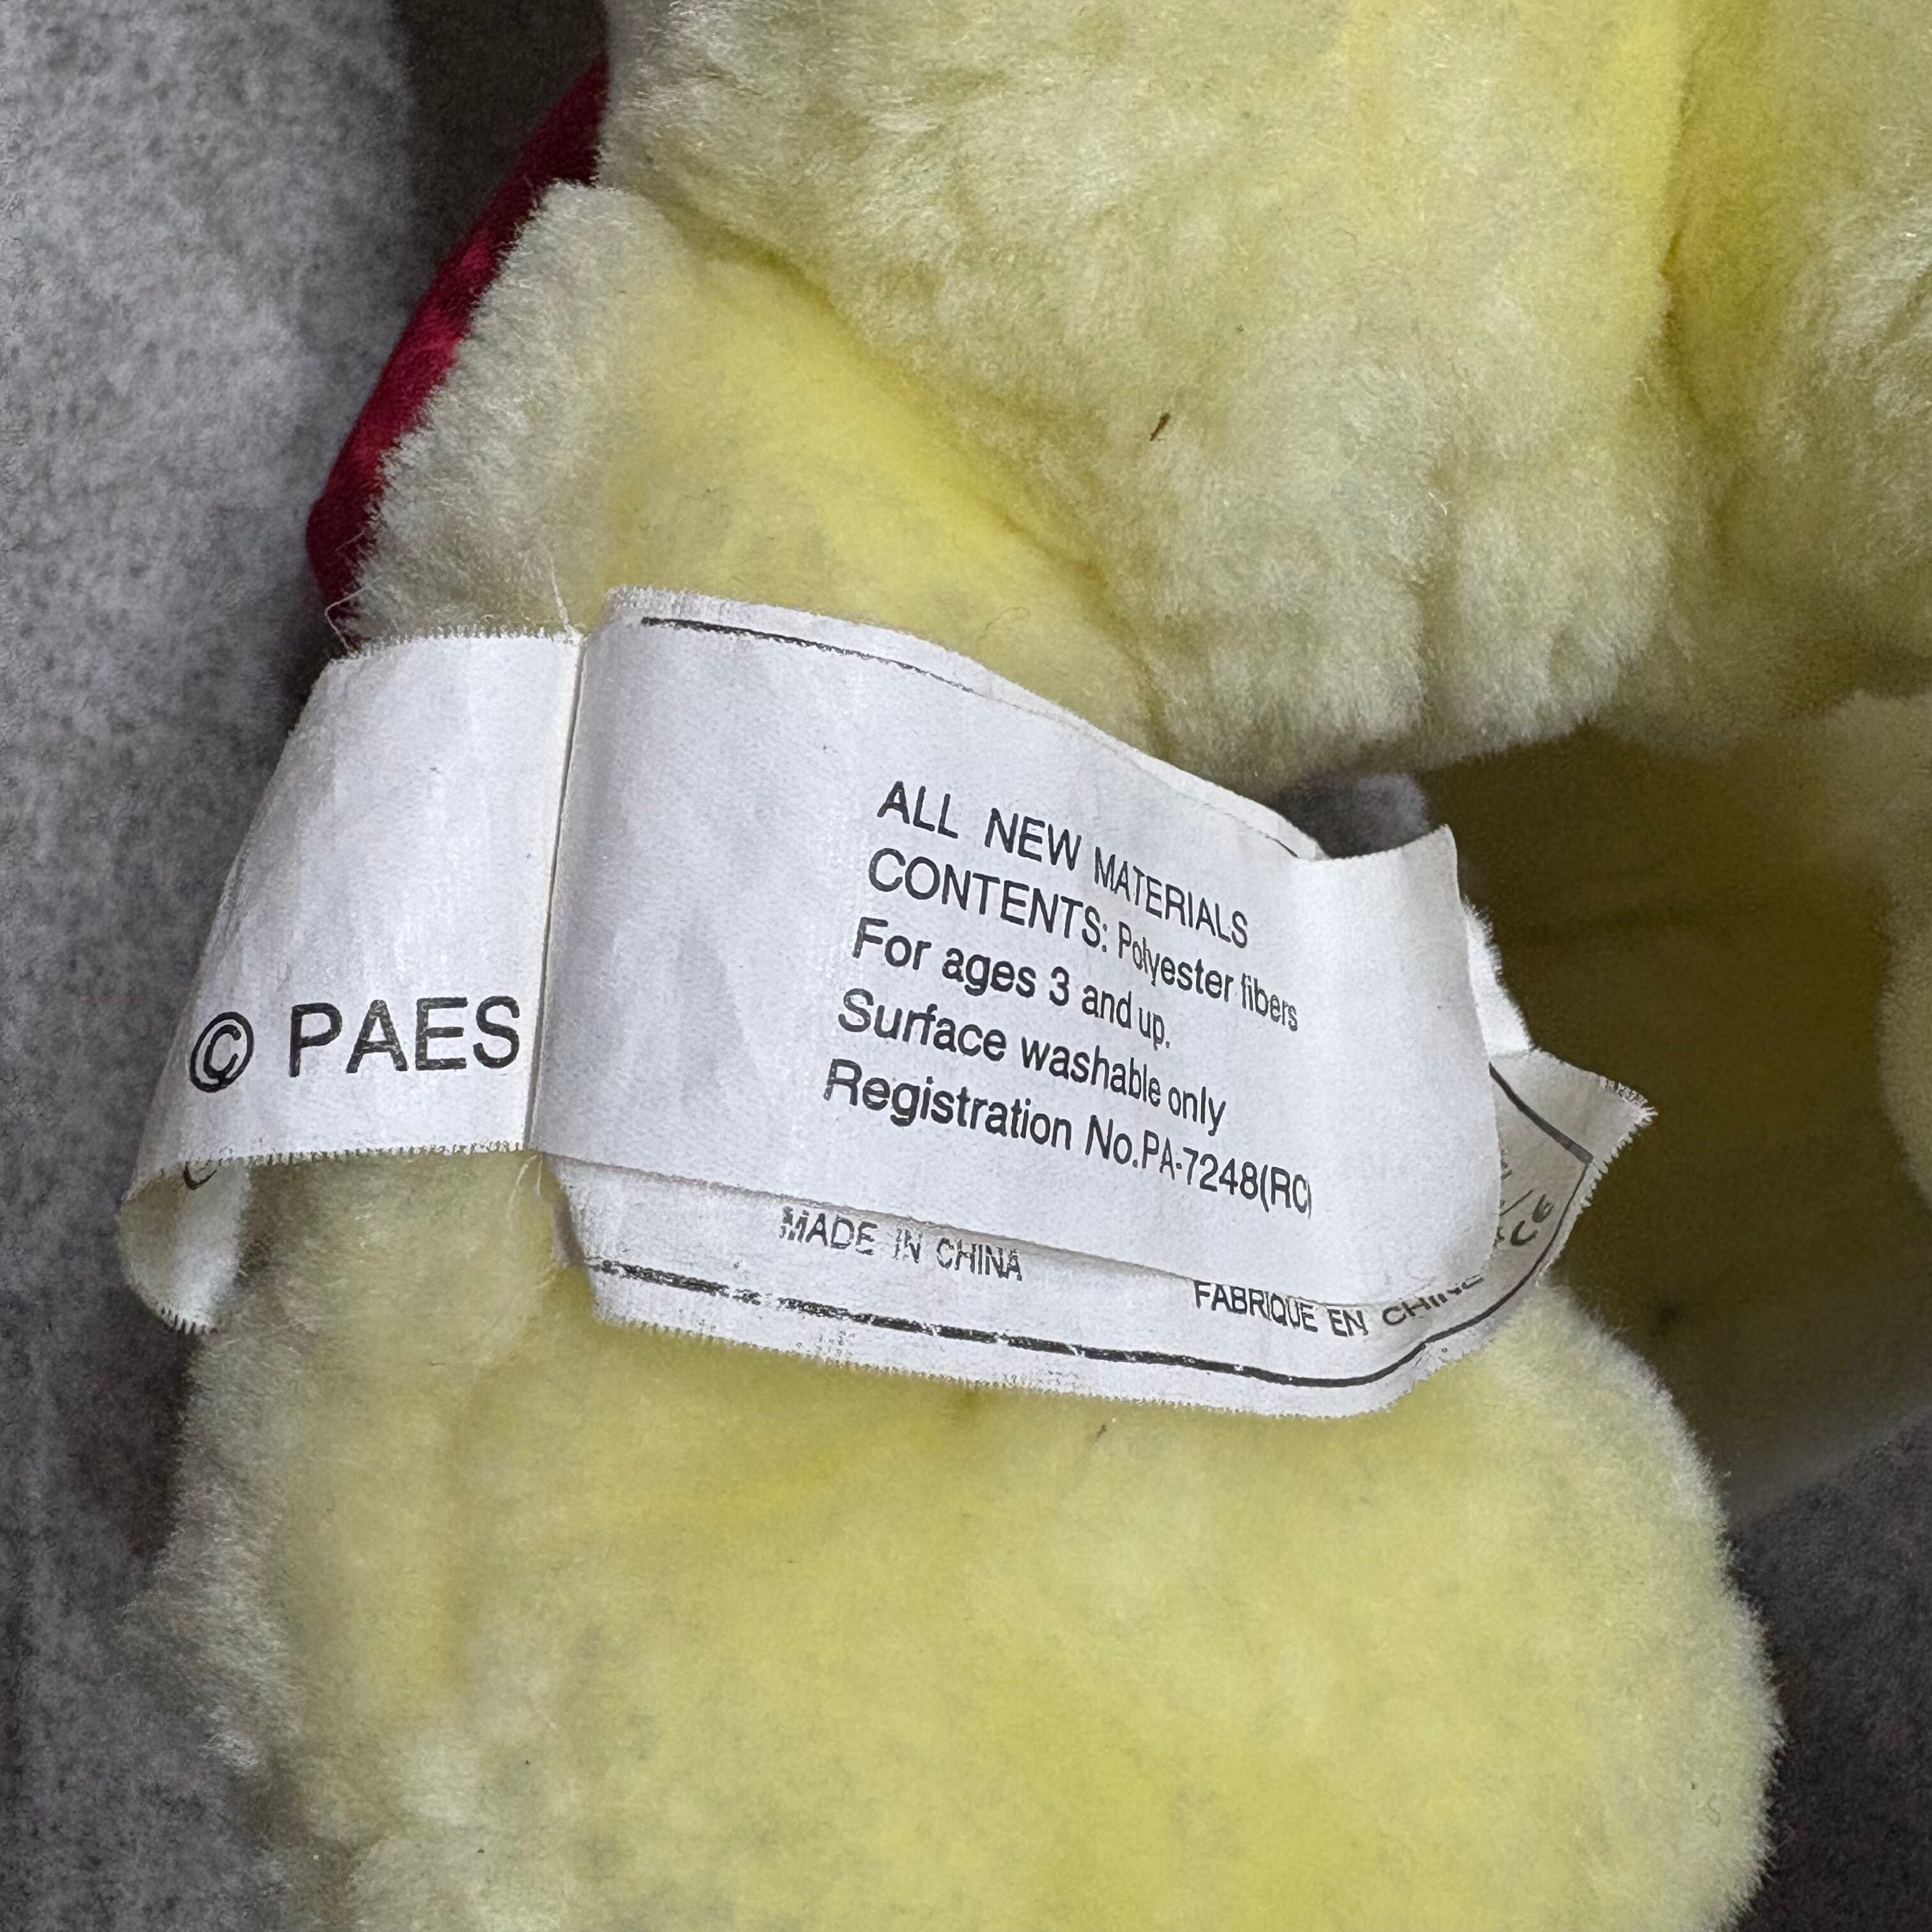 © PAES
ALL NEW MATERIALS
CONTENTS: Polyester fibers
For ages 3 and up.
Surface washable only
Registration No.PA-7248(RC)
MADE IN CHINA
FABRIQUE EN CHINE